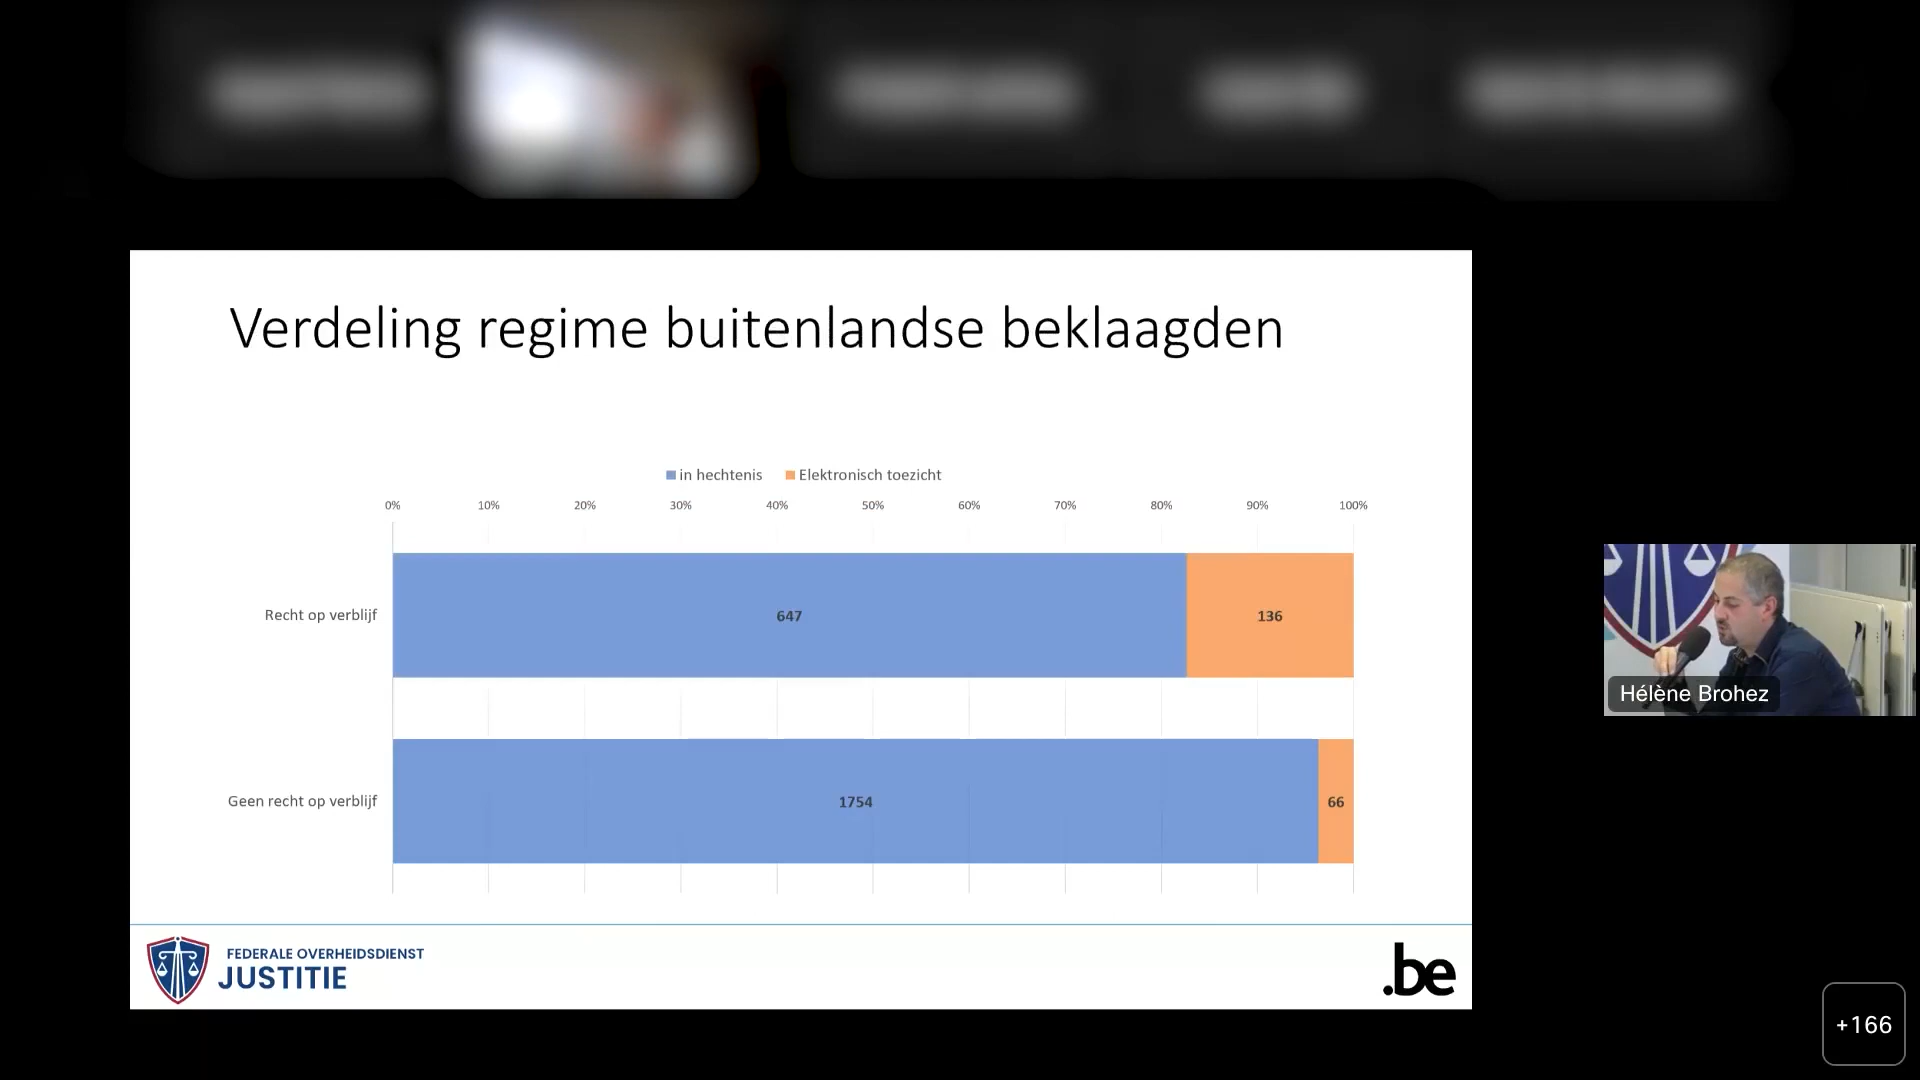 Verdeling regime buitenlandse beklaagden
in hechtenis Elektronisch toezicht
0% 10% 20% 30% 40% 50% 60% 70% 80% 90% 100%
Recht op verblijf 647 136
Geen recht op verblijf 1754 66
Hélène Brohez
FEDERALE OVERHEIDSDIENST
JUSTITIE
.be
+166